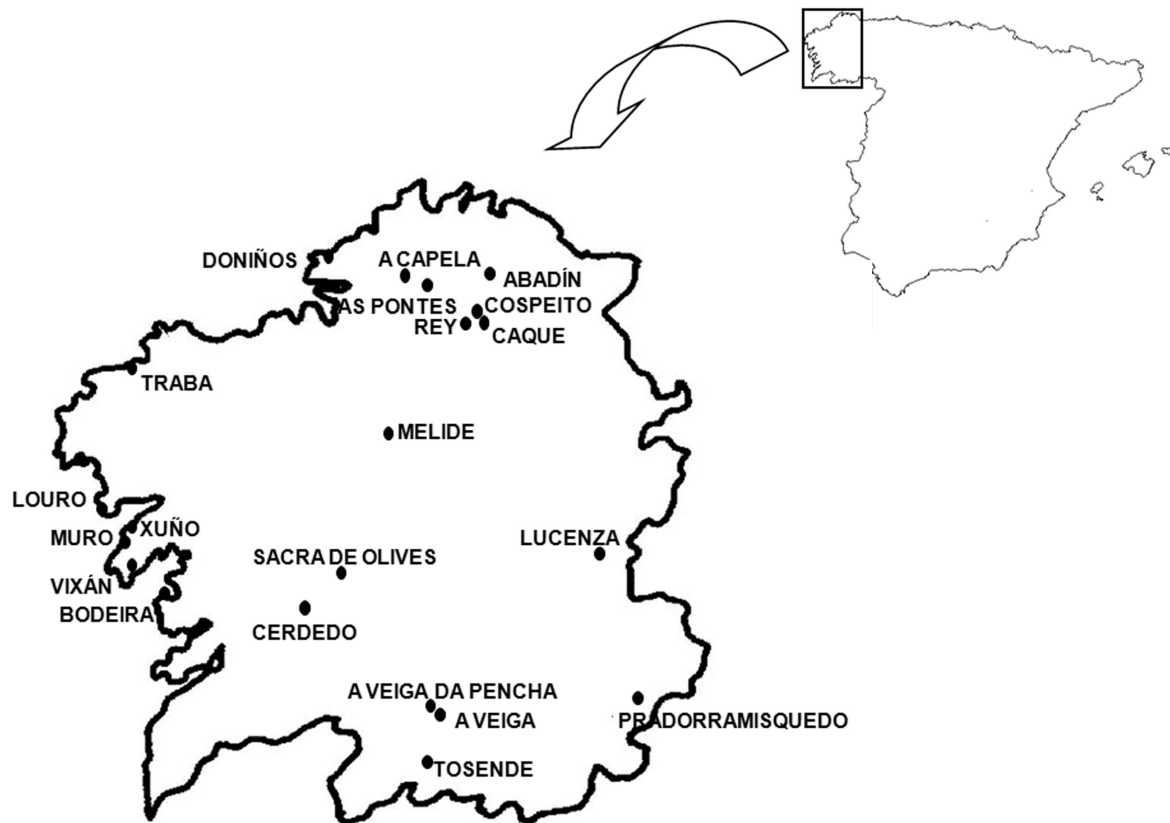 DONIÑOS
A CAPELA
ABADÍN
AS PONTES
COSPEITO
REY
CAQUE
TRABA
MELIDE
LOURO
XUÑO
MURO
LUCENZA
SACRA DE OLIVES
VIXÁN
BODEIRA
CERDEDO
A VEIGA DA PENCHA
A VEIGA
PRADORRAMISQUEDO
TOSENDE